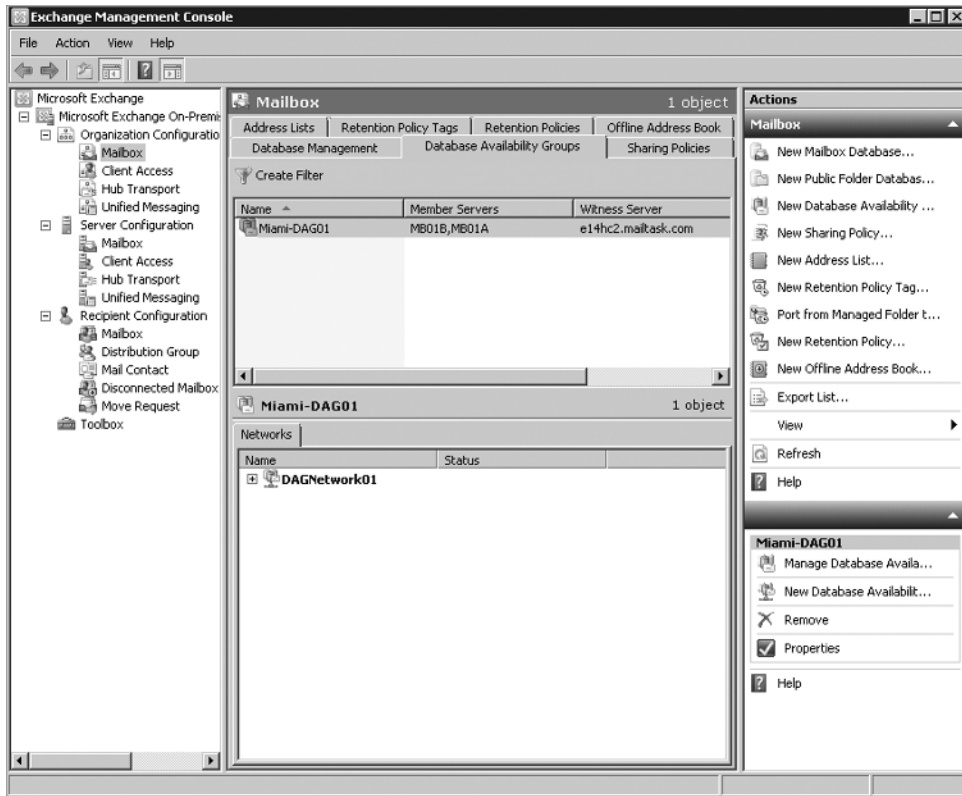 Exchange Management Console
File Action View Help
Microsoft Exchange
Microsoft Exchange On-Premis
Organization Configuratio
Mailbox
Client Access
Hub Transport
Unified Messaging
Server Configuration
Mailbox
Client Access
Hub Transport
Unified Messaging
Recipient Configuration
Mailbox
Distribution Group
Mail Contact
Disconnected Mailbox
Move Request
Toolbox
Mailbox 1 object
Address Lists Retention Policy Tags Retention Policies Offline Address Book
Database Management Database Availability Groups Sharing Policies
Create Filter
Name Member Servers Witness Server
Miami-DAG01 MB01B,MB01A e14hc2.mailtask.com
Miami-DAG01 1 object
Networks
Name Status
DAGNetwork01
Actions
Mailbox
New Mailbox Database...
New Public Folder Databas...
New Database Availability ...
New Sharing Policy...
New Address List...
New Retention Policy Tag...
Port from Managed Folder t...
New Retention Policy...
New Offline Address Book...
Export List...
View
Refresh
Help
Miami-DAG01
Manage Database Availa...
New Database Availabilit...
Remove
Properties
Help